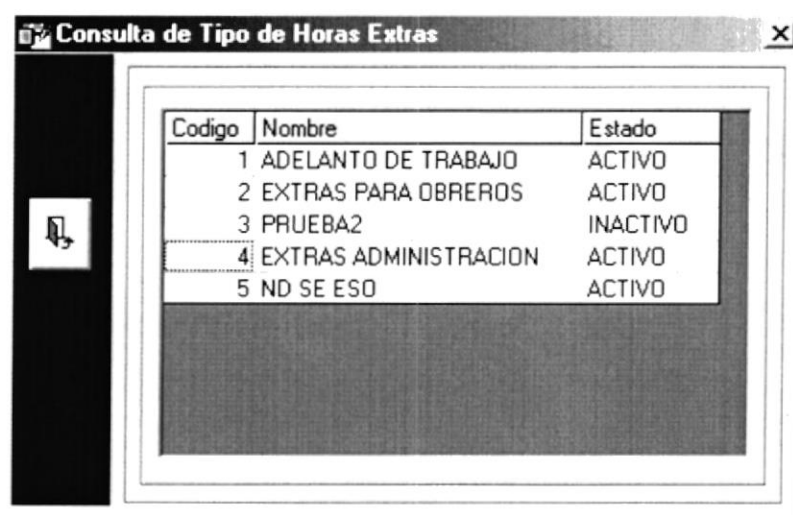 Consulta de Tipo de Horas Extras
Codigo Nombre Estado
1 ADELANTO DE TRABAJO ACTIVO
2 EXTRAS PARA OBREROS ACTIVO
3 PRUEBA2 INACTIVO
4 EXTRAS ADMINISTRACION ACTIVO
5 ND SE ESO ACTIVO